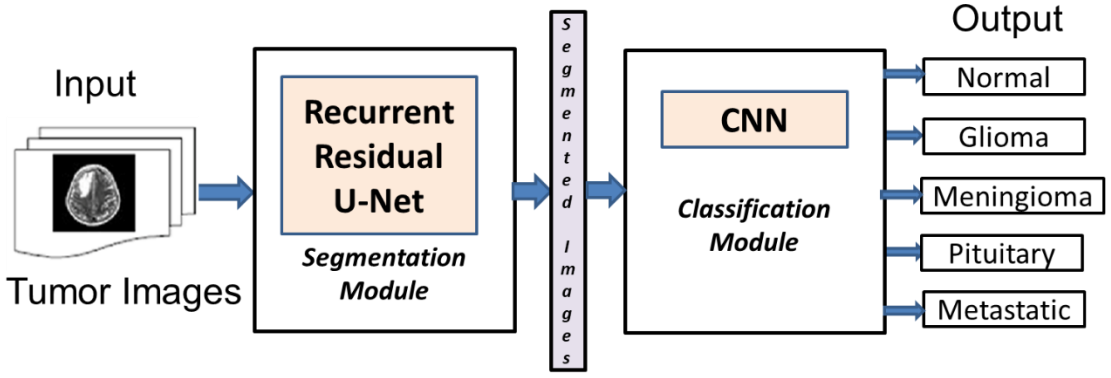 Input
Tumor Images
Recurrent
Residual
U-Net
Segmentation
Module
Segmented Images
CNN
Classification
Module
Output
Normal
Glioma
Meningioma
Pituitary
Metastatic